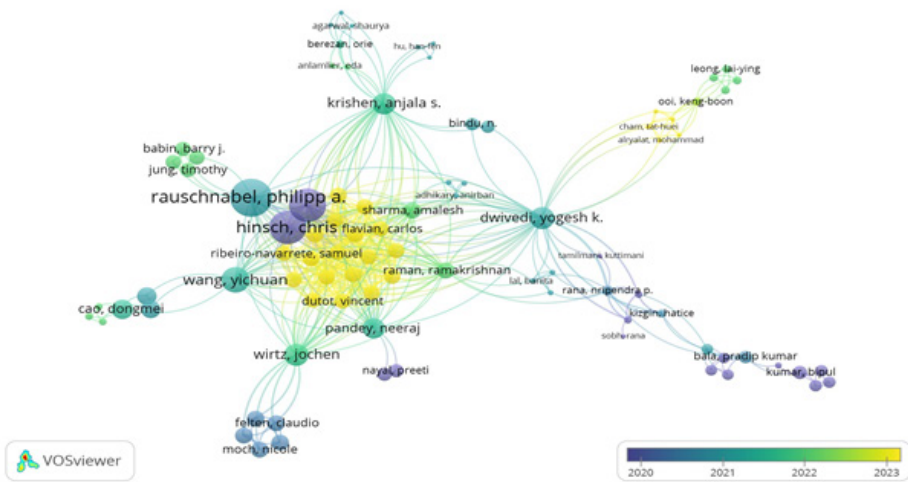 agarwal, shaurya
berezan, orie
hu, han-fen
anlamlier, eda
leong, lai-ying
krishen, anjala s.
ooi, keng-boon
bindu, n.
cham, tat-huei
alryalat, mohammad
babin, barry j.
jung, timothy
adhikary, anirban
rauschnabel, philipp a.
sharma, amalesh
dwivedi, yogesh k.
hinsch, chris
flavian, carlos
ribeiro-navarrete, samuel
tamilmani, kuttimani
raman, ramakrishnan
wang, yichuan
lal, banita
rana, nripendra p.
dutot, vincent
cao, dongmei
kizgin, hatice
pandey, neeraj
sobh rana
wirtz, jochen
bala, pradip kumar
nayal, preeti
kumar, bipul
felten, claudio
moch, nicole
VOSviewer
2020 2021 2022 2023